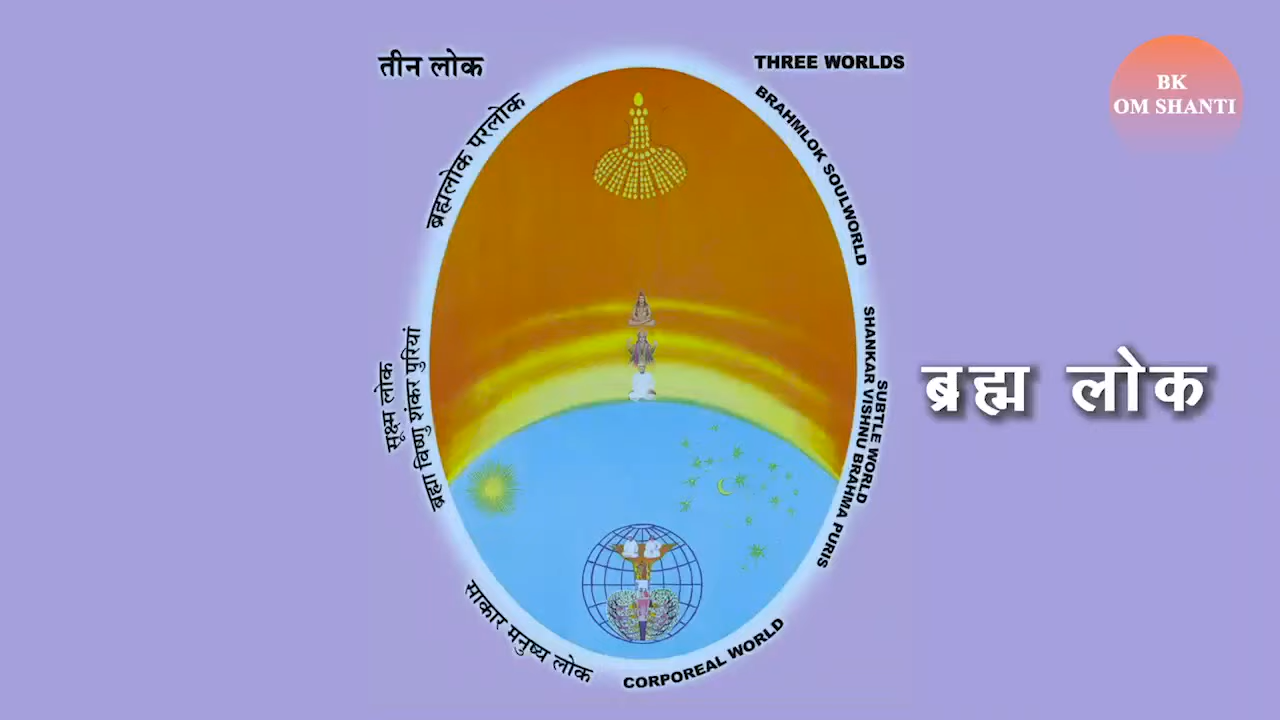 तीन लोक
THREE WORLDS
BK
OM SHANTI
ब्रह्मलोक परलोक
BRAHMLOK SOULWORLD
सूक्ष्म लोक
ब्रह्मा विष्णु शंकर पुरियां
SUBTLE WORLD
SHANKAR VISHNU BRAHMA PURIS
ब्रह्म लोक
साकार मनुष्य लोक
CORPOREAL WORLD